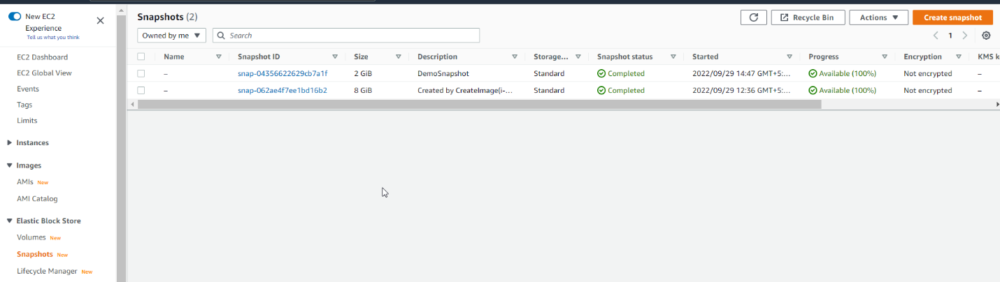 New EC2
Experience
Tell us what you think
EC2 Dashboard
EC2 Global View
Events
Tags
Limits
Instances
Images
AMIs New
AMI Catalog
Elastic Block Store
Volumes New
Snapshots New
Lifecycle Manager New
Snapshots (2)
Recycle Bin
Actions
Create snapshot
Owned by me
Search
1
Name Snapshot ID Size Description Storage... Snapshot status Started Progress Encryption KMS k
– snap-04356622629cb7a1f 2 GiB DemoSnapshot Standard Completed 2022/09/29 14:47 GMT+5:... Available (100%) Not encrypted –
– snap-062ae4f7ee1bd16b2 8 GiB Created by CreateImage(i-... Standard Completed 2022/09/29 12:36 GMT+5:... Available (100%) Not encrypted –